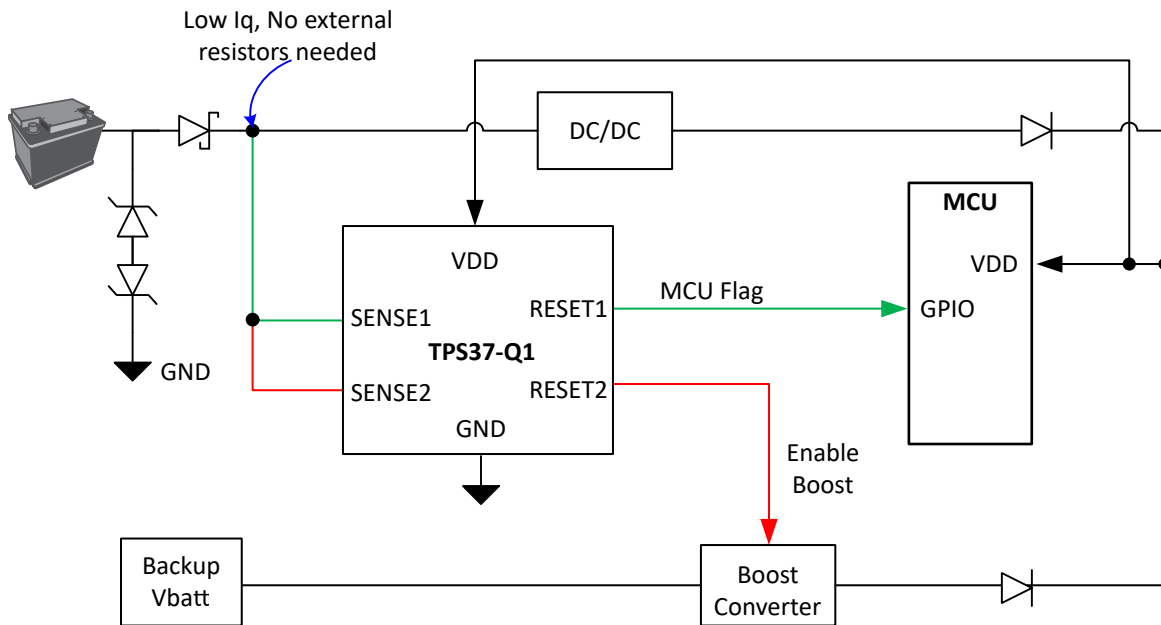 Low Iq, No external
resistors needed
DC/DC
MCU
VDD
VDD
RESET1
MCU Flag
GPIO
SENSE1
TPS37-Q1
SENSE2
RESET2
GND
GND
Enable
Boost
Backup
Vbatt
Boost
Converter